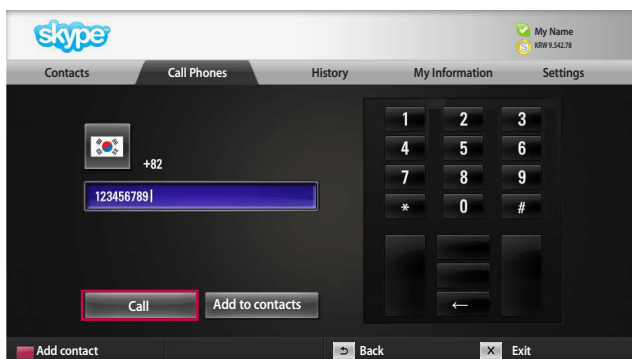 skype
My Name
KRW 9.542.78
Contacts Call Phones History My Information Settings
+82
123456789
1 2 3
4 5 6
7 8 9
* 0 #
←
Call Add to contacts
Add contact Back X Exit